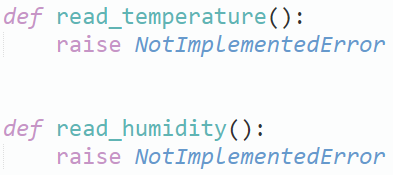 def read_temperature():
    raise NotImplementedError
def read_humidity():
    raise NotImplementedError